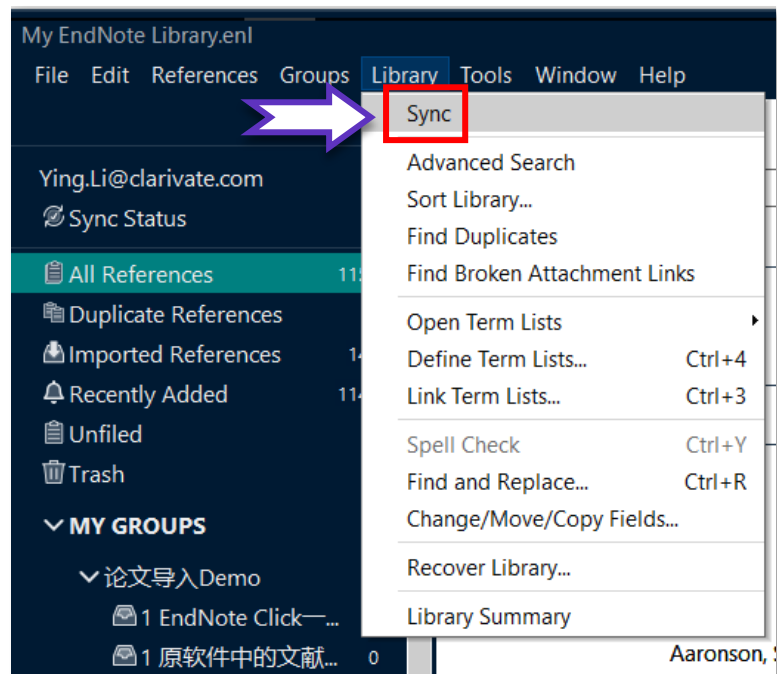 My EndNote Library.enl
File Edit References Groups Library Tools Window Help
Sync
Ying.Li@clarivate.com
Sync Status
All References
Duplicate References
Imported References
Recently Added
Unfiled
Trash
MY GROUPS
论文导入Demo
1 EndNote Click一...
1 原软件中的文献... 0
Advanced Search
Sort Library...
Find Duplicates
Find Broken Attachment Links
Open Term Lists
Define Term Lists... Ctrl+4
Link Term Lists... Ctrl+3
Spell Check Ctrl+Y
Find and Replace... Ctrl+R
Change/Move/Copy Fields...
Recover Library...
Library Summary
Aaronson,